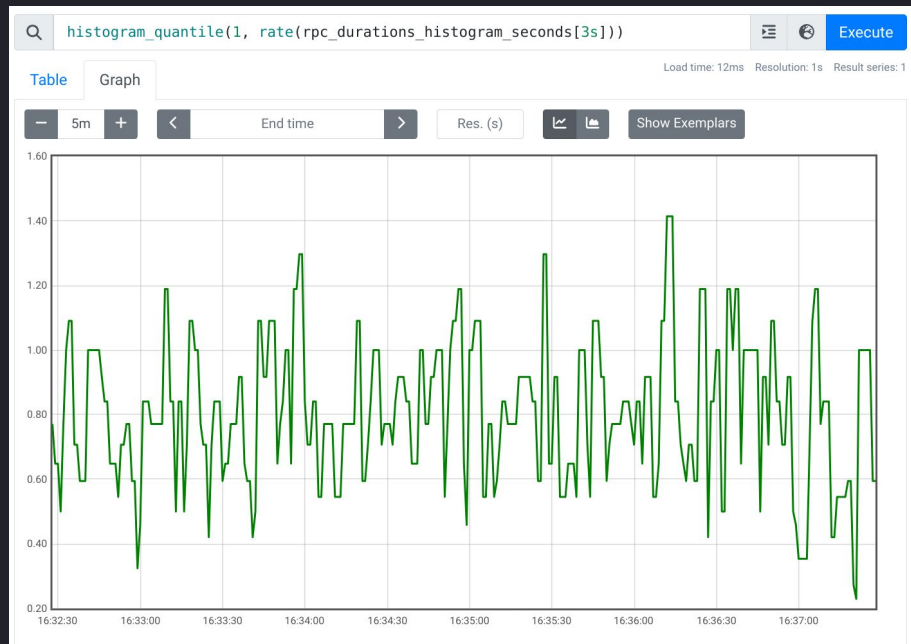 histogram_quantile(1, rate(rpc_durations_histogram_seconds[3s]))
Execute
Load time: 12ms Resolution: 1s Result series: 1
Table
Graph
− 5m +
< End time >
Res. (s)
Show Exemplars
1.60
1.40
1.20
1.00
0.80
0.60
0.40
0.20
16:32:30 16:33:00 16:33:30 16:34:00 16:34:30 16:35:00 16:35:30 16:36:00 16:36:30 16:37:00